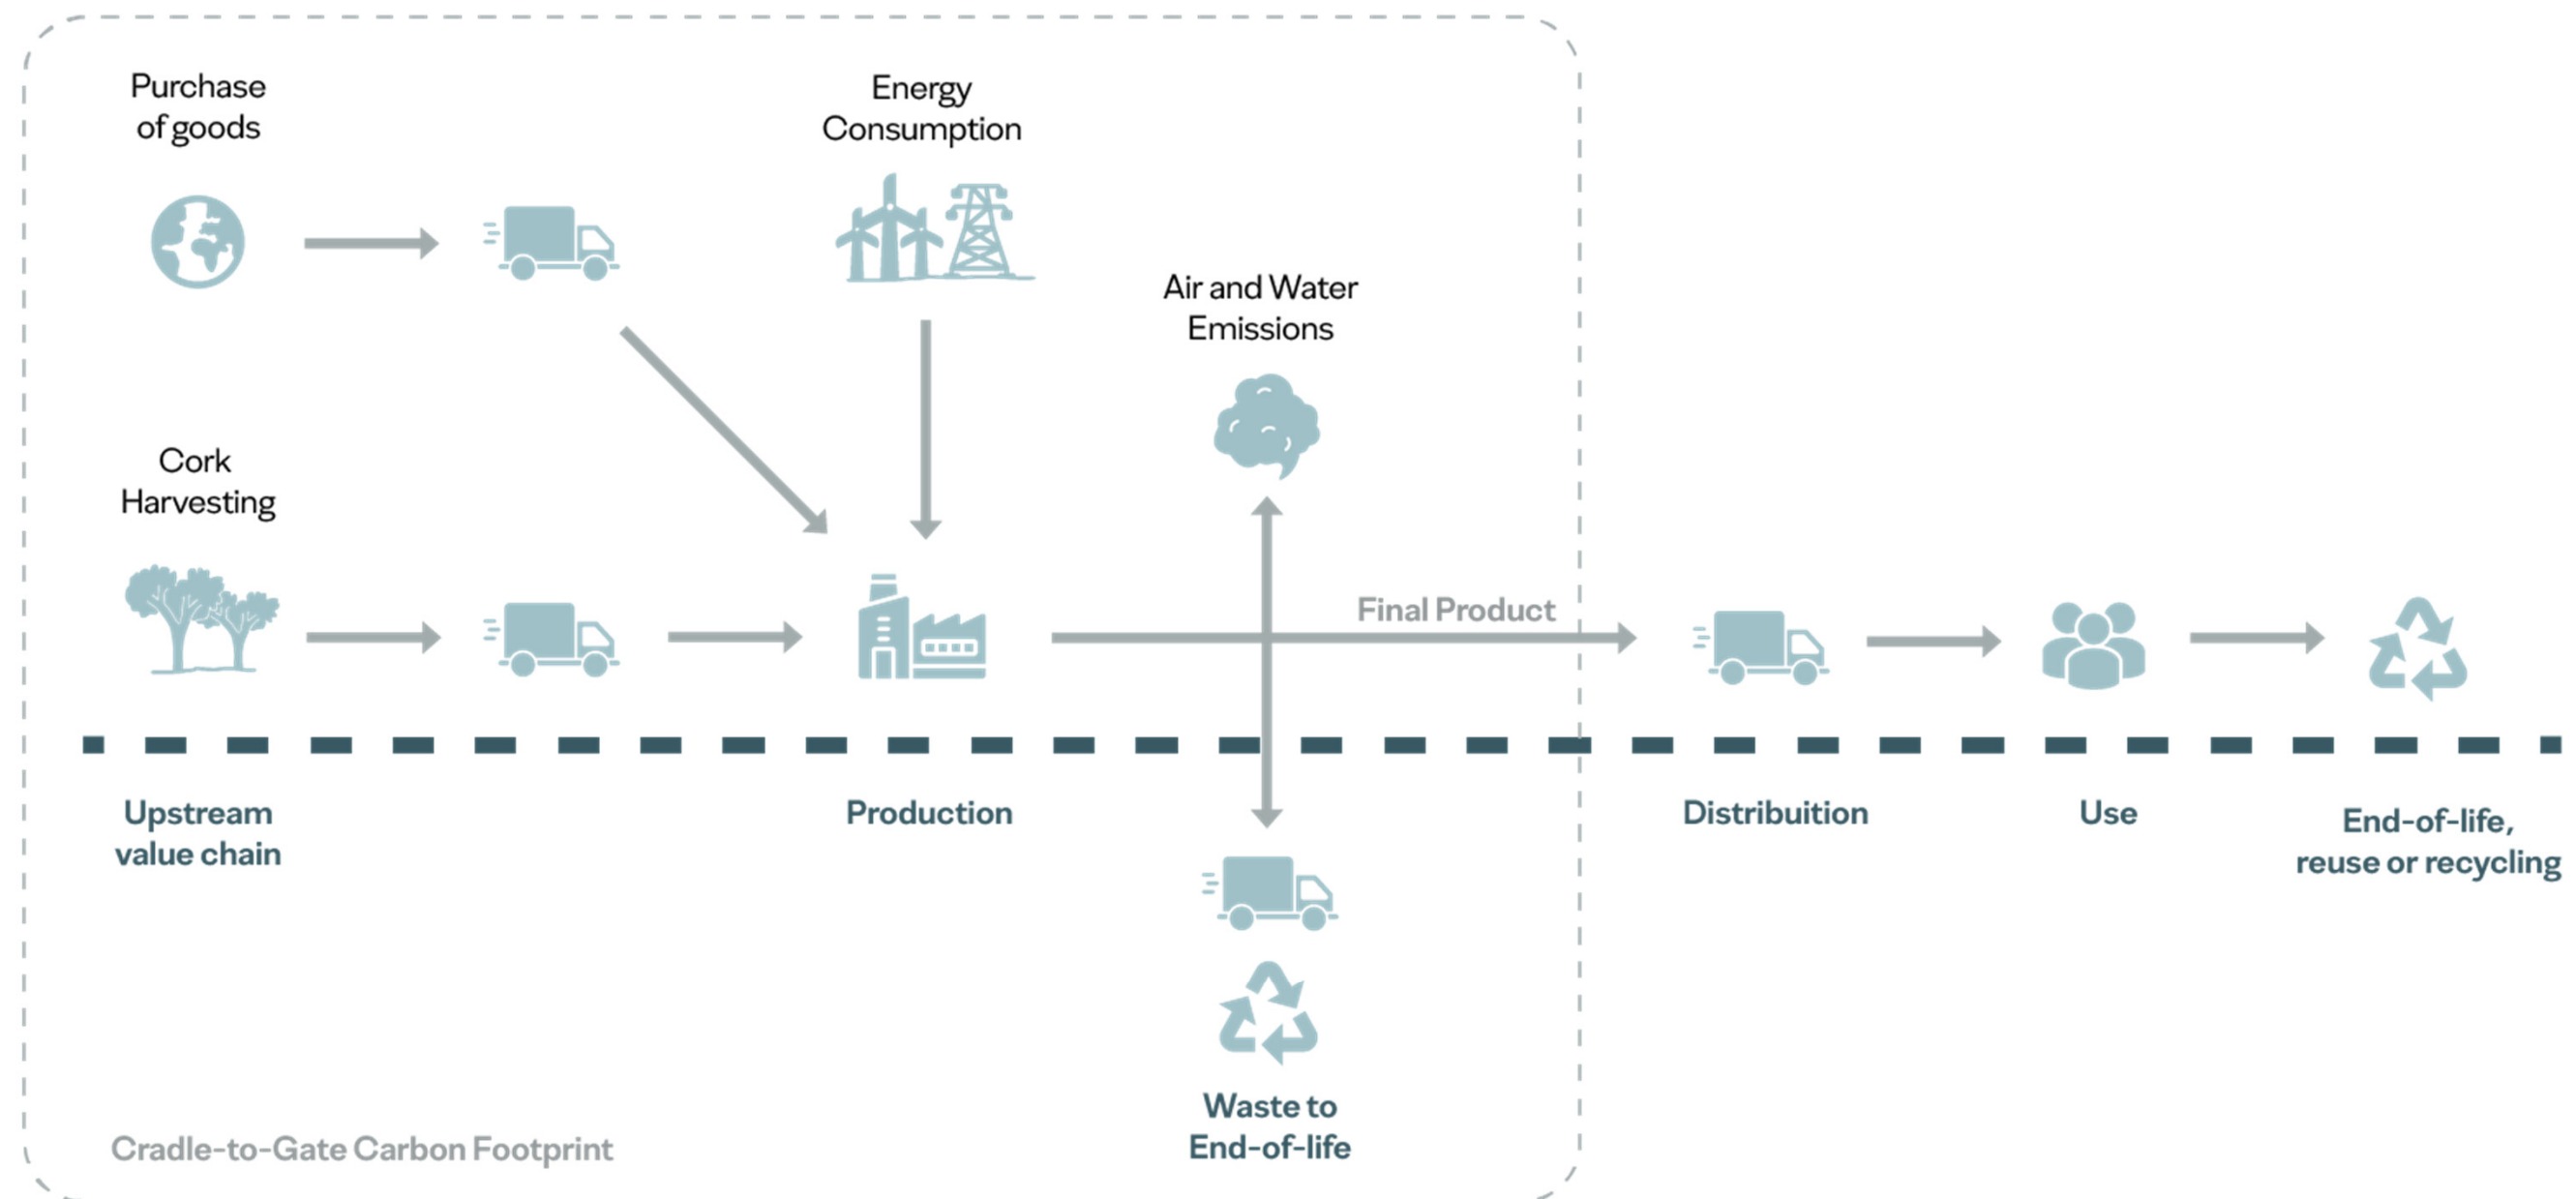 Purchase
of goods
Energy
Consumption
Air and Water
Emissions
Cork
Harvesting
Final Product
Upstream
value chain
Production
Distribuition
Use
End-of-life,
reuse or recycling
Waste to
End-of-life
Cradle-to-Gate Carbon Footprint